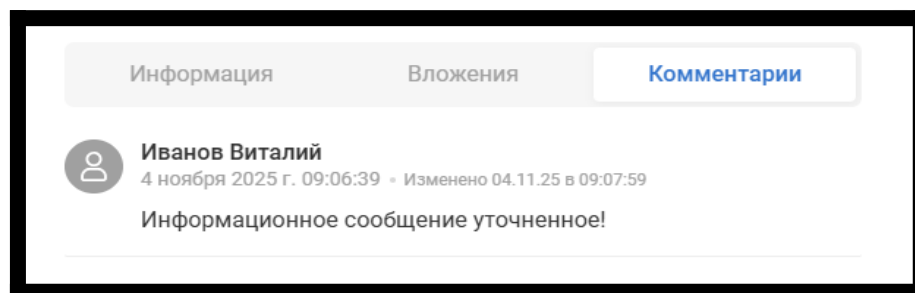 Информация Вложения Комментарии
Иванов Виталий
4 ноября 2025 г. 09:06:39 • Изменено 04.11.25 в 09:07:59
Информационное сообщение уточненное!